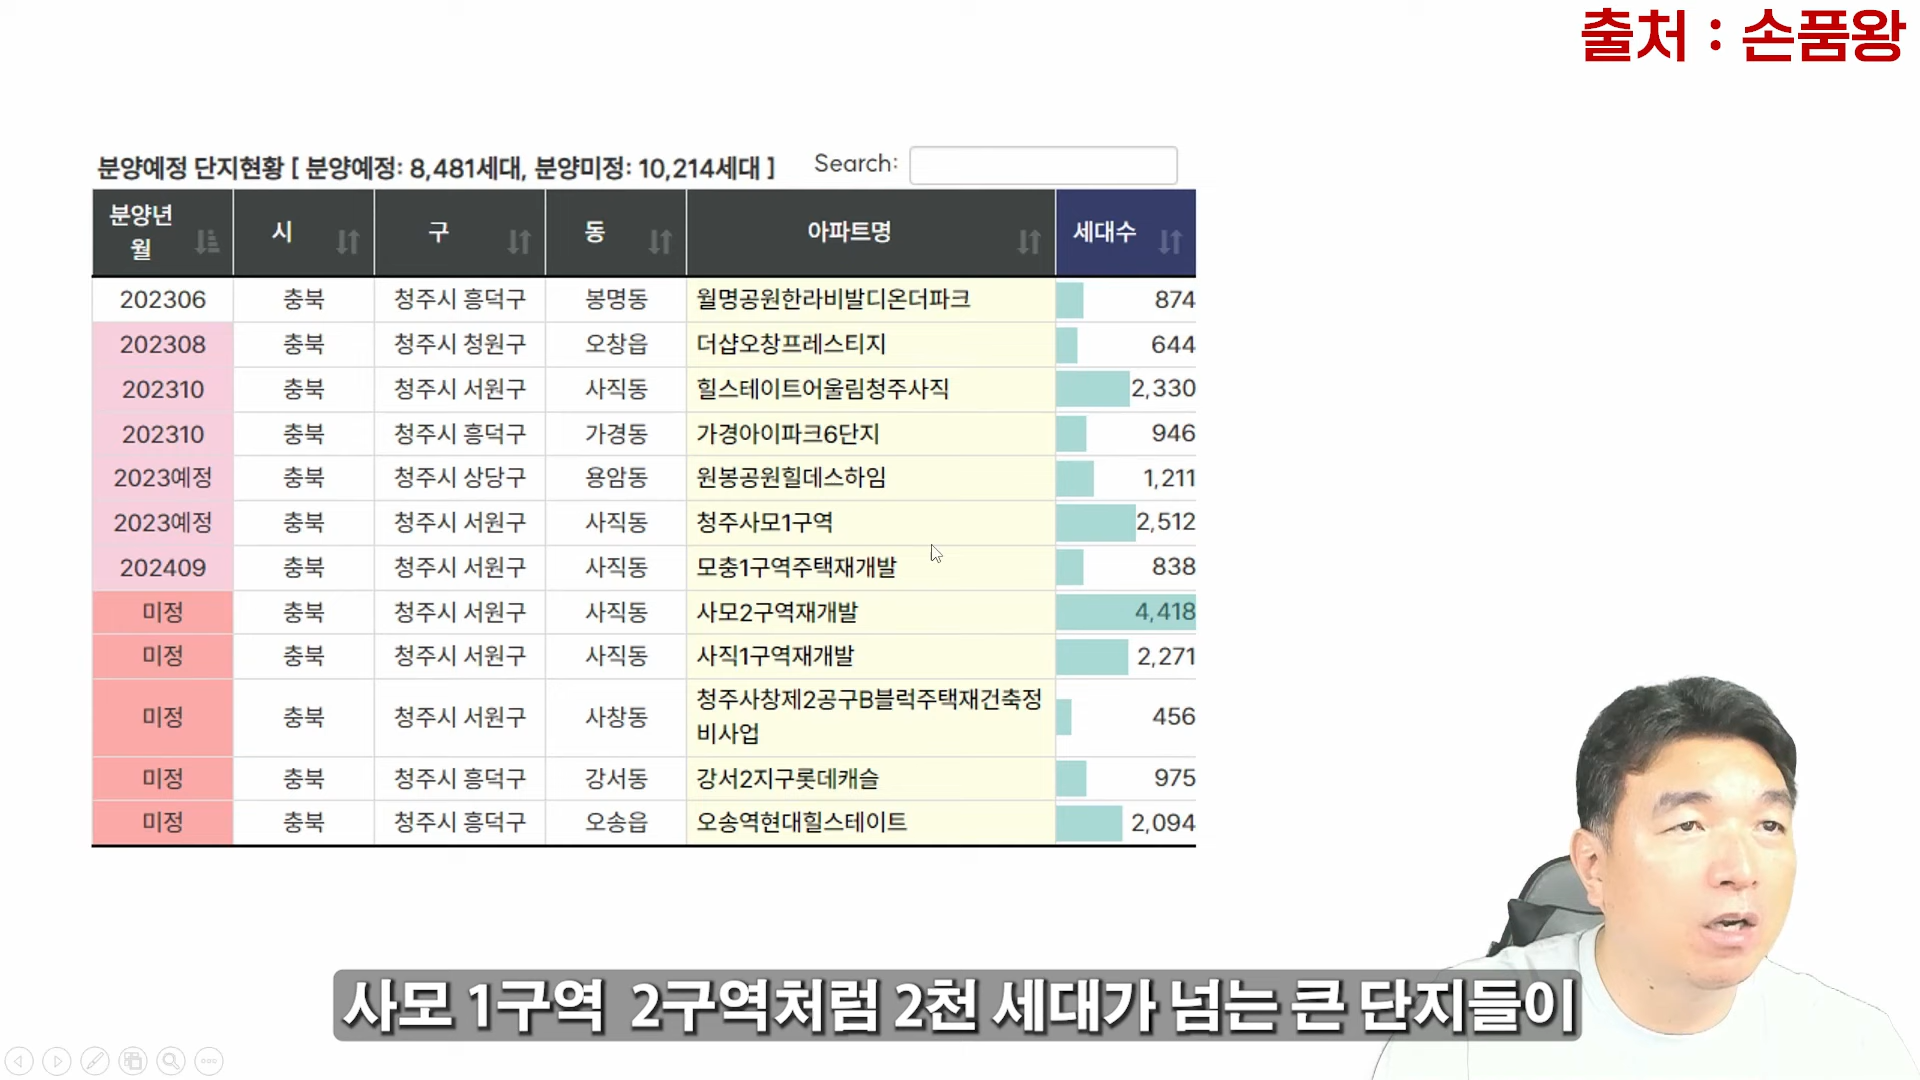 출처 : 손품왕
분양예정 단지현황 [ 분양예정: 8,481세대, 분양미정: 10,214세대 ] Search:
분양년월 시 구 동 아파트명 세대수
202306 충북 청주시 흥덕구 봉명동 월명공원한라비발디온더파크 874
202308 충북 청주시 청원구 오창읍 더샵오창프레스티지 644
202310 충북 청주시 서원구 사직동 힐스테이트어울림청주사직 2,330
202310 충북 청주시 흥덕구 가경동 가경아이파크6단지 946
2023예정 충북 청주시 상당구 용암동 원봉공원힐데스하임 1,211
2023예정 충북 청주시 서원구 사직동 청주사모1구역 2,512
202409 충북 청주시 서원구 사직동 모충1구역주택재개발 838
미정 충북 청주시 서원구 사직동 사모2구역재개발 4,418
미정 충북 청주시 서원구 사직동 사직1구역재개발 2,271
미정 충북 청주시 서원구 사창동 청주사창제2공구B블럭주택재건축정비사업 456
미정 충북 청주시 흥덕구 강서동 강서2지구롯데캐슬 975
미정 충북 청주시 흥덕구 오송읍 오송역현대힐스테이트 2,094
사모 1구역 2구역처럼 2천 세대가 넘는 큰 단지들이